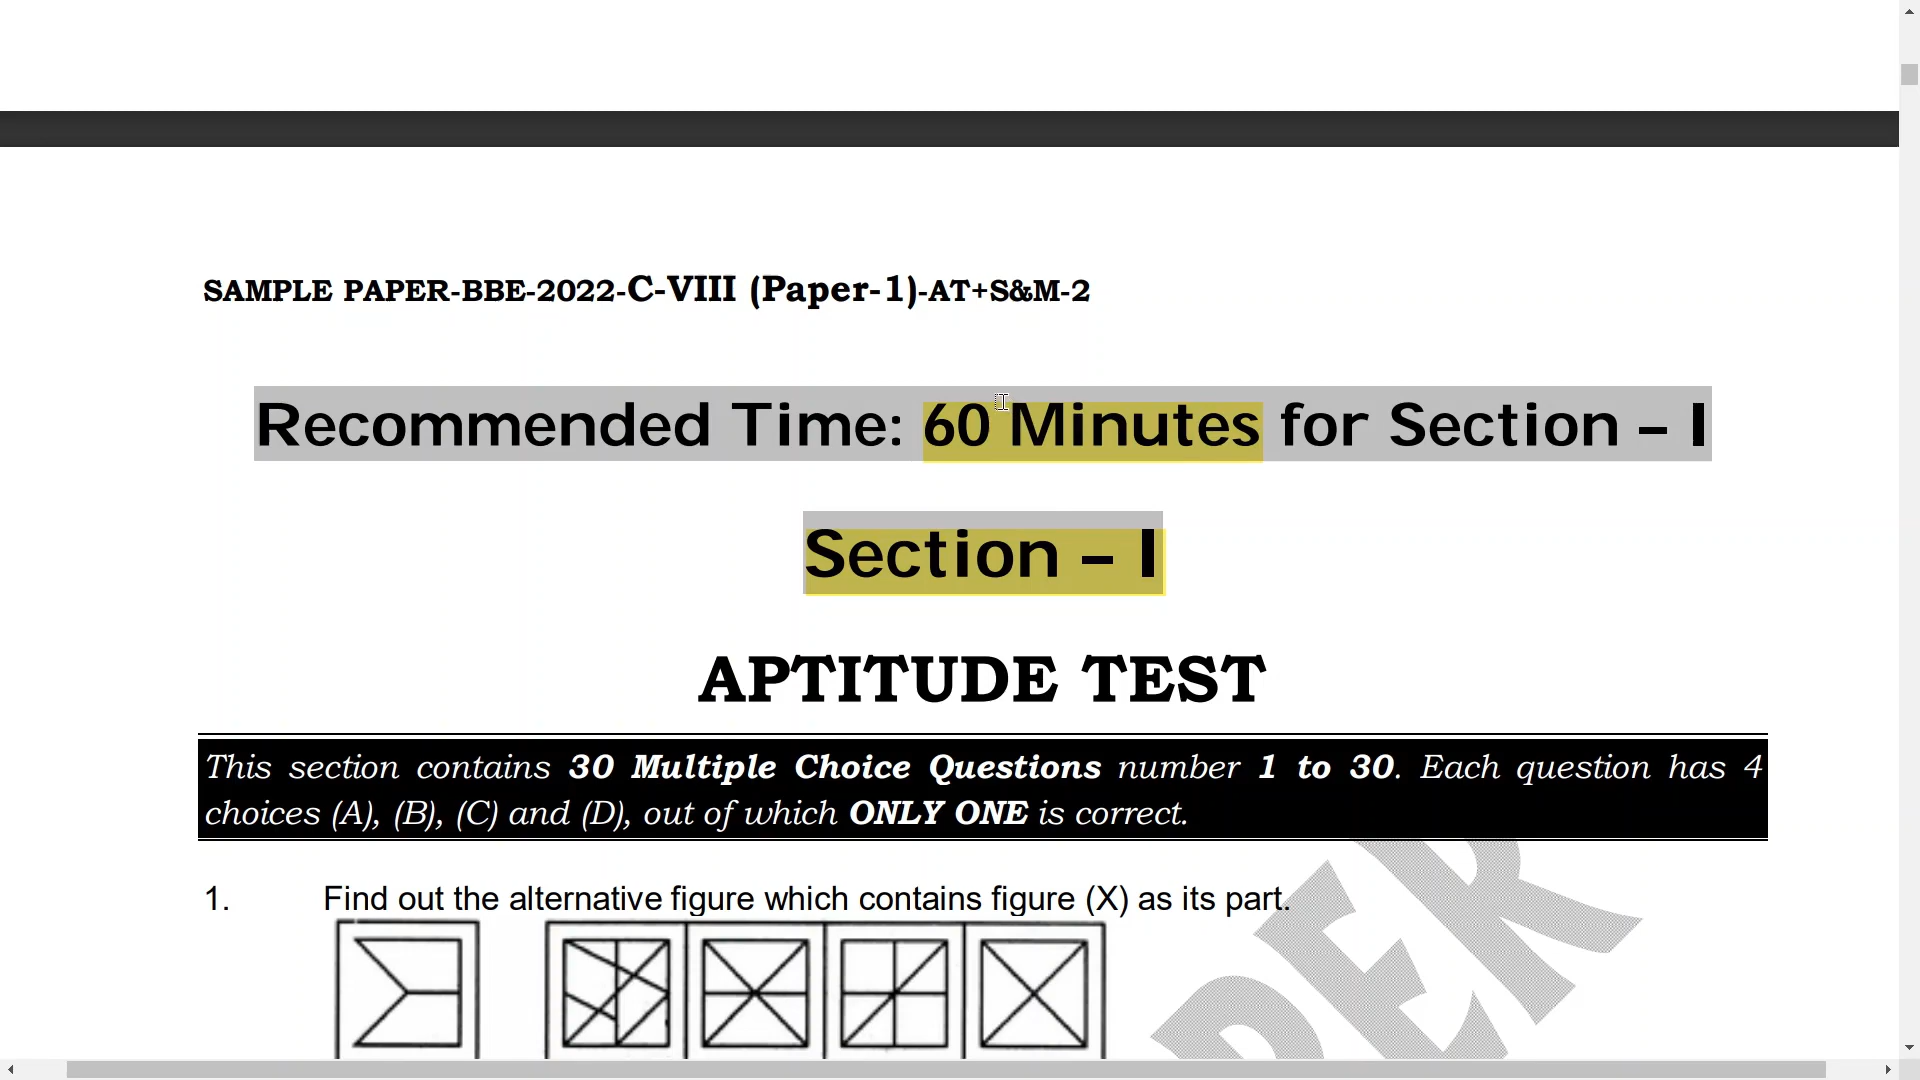 SAMPLE PAPER-BBE-2022-C-VIII (Paper-1)-AT+S&M-2
Recommended Time: 60 Minutes for Section – I
Section – I
APTITUDE TEST
This section contains 30 Multiple Choice Questions number 1 to 30. Each question has 4
choices (A), (B), (C) and (D), out of which ONLY ONE is correct.
1. Find out the alternative figure which contains figure (X) as its part.
PER